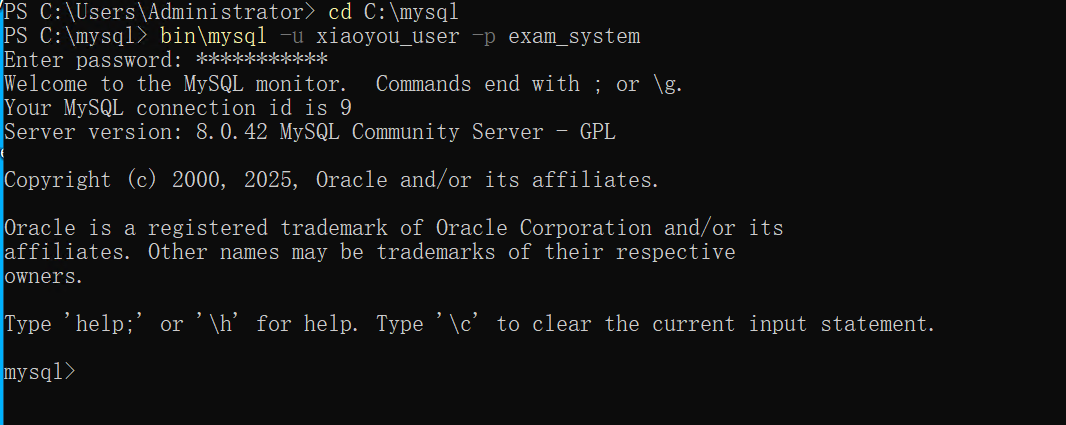 PS C:\Users\Administrator> cd C:\mysql
PS C:\mysql> bin\mysql -u xiaoyou_user -p exam_system
Enter password: ***********
Welcome to the MySQL monitor.  Commands end with ; or \g.
Your MySQL connection id is 9
Server version: 8.0.42 MySQL Community Server - GPL

Copyright (c) 2000, 2025, Oracle and/or its affiliates.

Oracle is a registered trademark of Oracle Corporation and/or its
affiliates. Other names may be trademarks of their respective
owners.

Type 'help;' or '\h' for help. Type '\c' to clear the current input statement.

mysql>